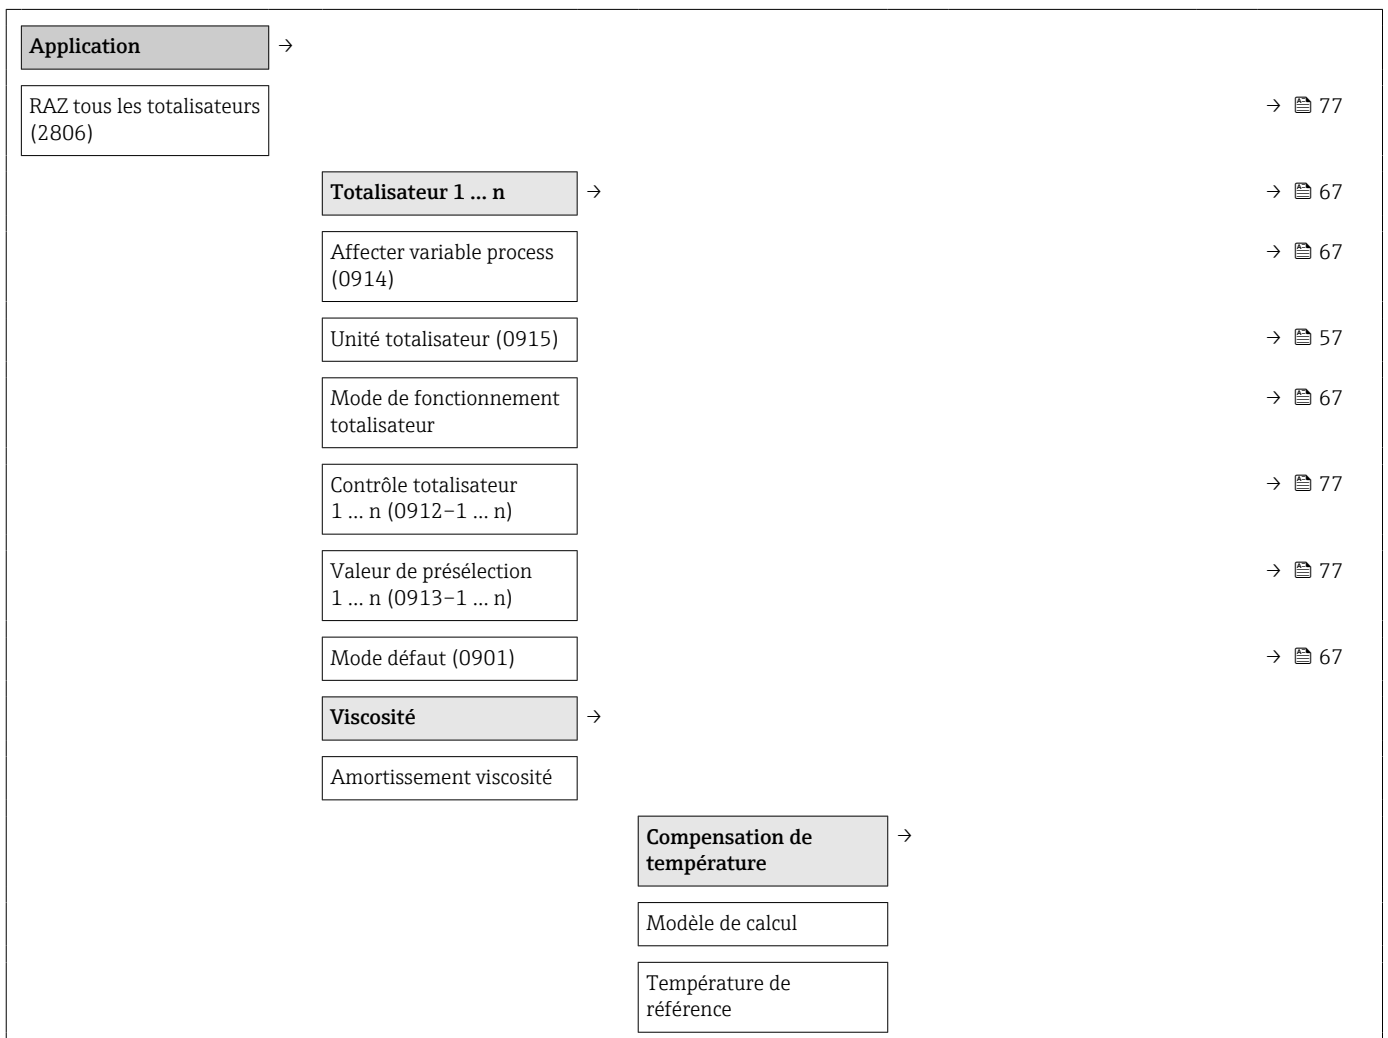 Application →
RAZ tous les totalisateurs
(2806)
→ 77
Totalisateur 1 ... n → → 67
Affecter variable process
(0914)
→ 67
Unité totalisateur (0915) → 57
Mode de fonctionnement
totalisateur
→ 67
Contrôle totalisateur
1 ... n (0912–1 ... n)
→ 77
Valeur de présélection
1 ... n (0913–1 ... n)
→ 77
Mode défaut (0901) → 67
Viscosité →
Amortissement viscosité
Compensation de
température
→
Modèle de calcul
Température de
référence